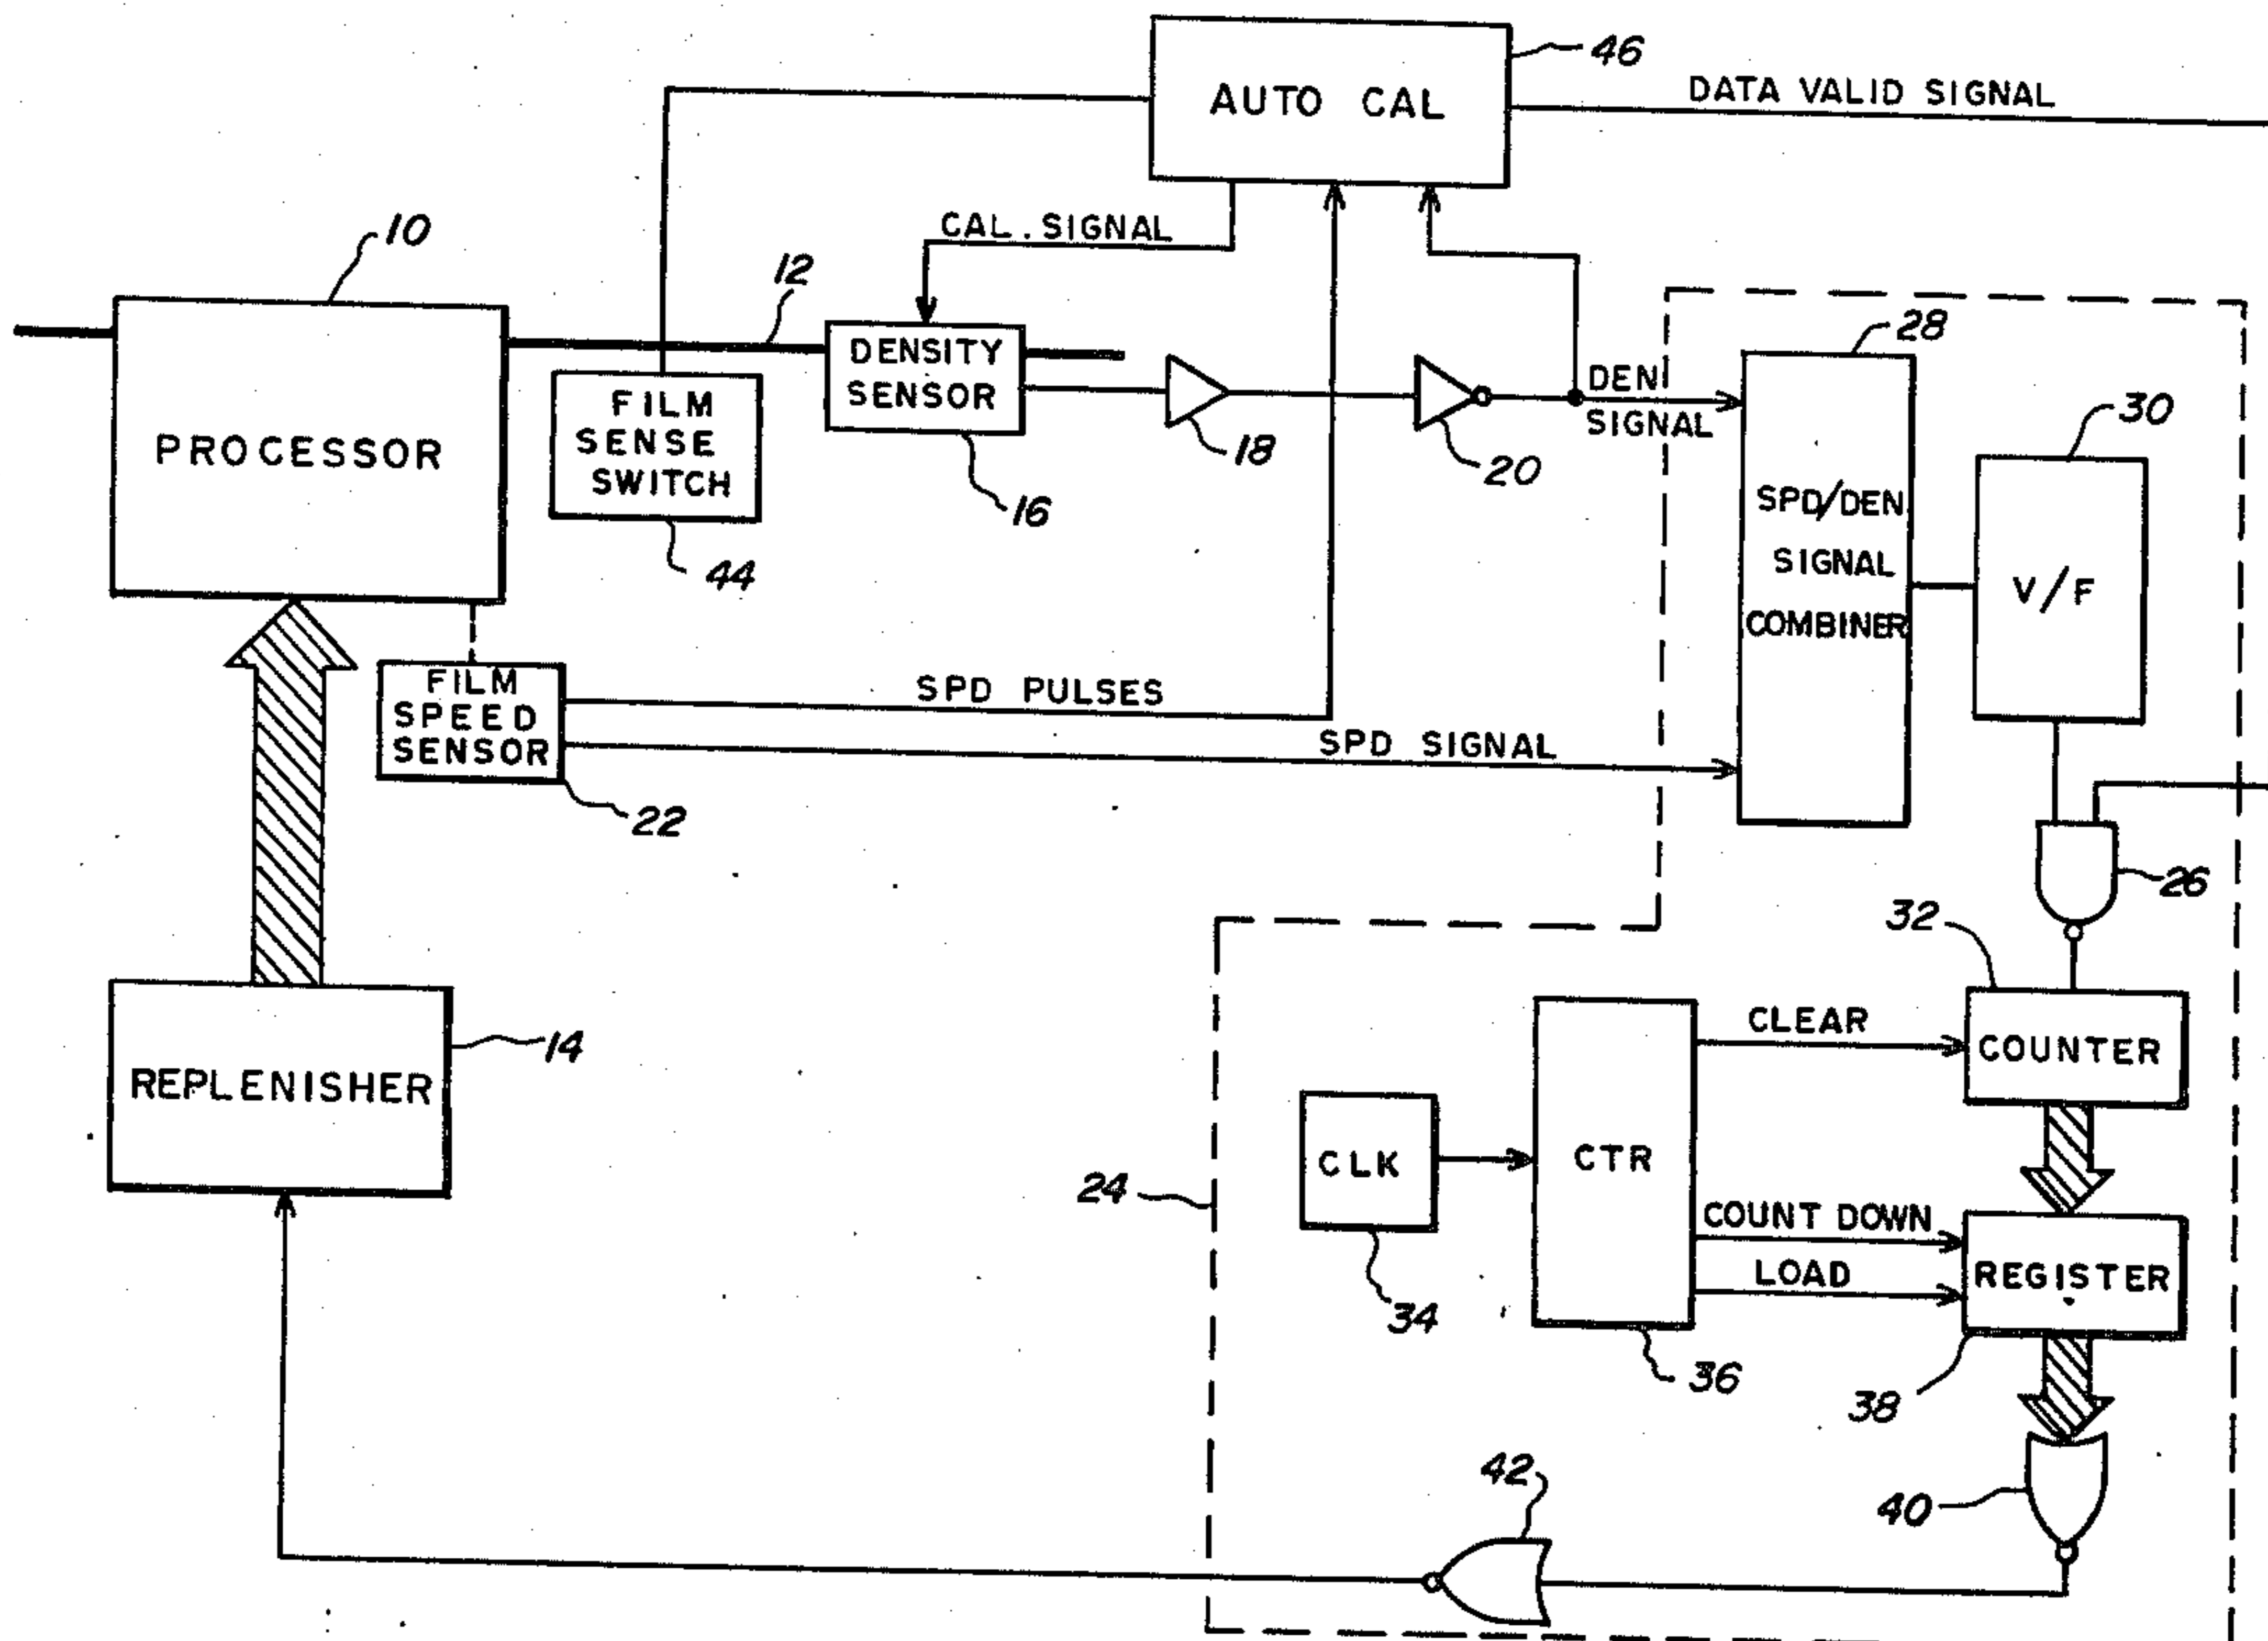 46
AUTO CAL
DATA VALID SIGNAL
CAL. SIGNAL
10
12
PROCESSOR
FILM
SENSE
SWITCH
44
DENSITY
SENSOR
16
18
20
DEN
SIGNAL
28
SPD/DEN
SIGNAL
COMBINER
30
V/F
FILM
SPEED
SENSOR
22
SPD PULSES
SPD SIGNAL
26
32
COUNTER
CLEAR
14
REPLENISHER
CLK
34
CTR
36
24
COUNT DOWN
LOAD
REGISTER
38
40
42